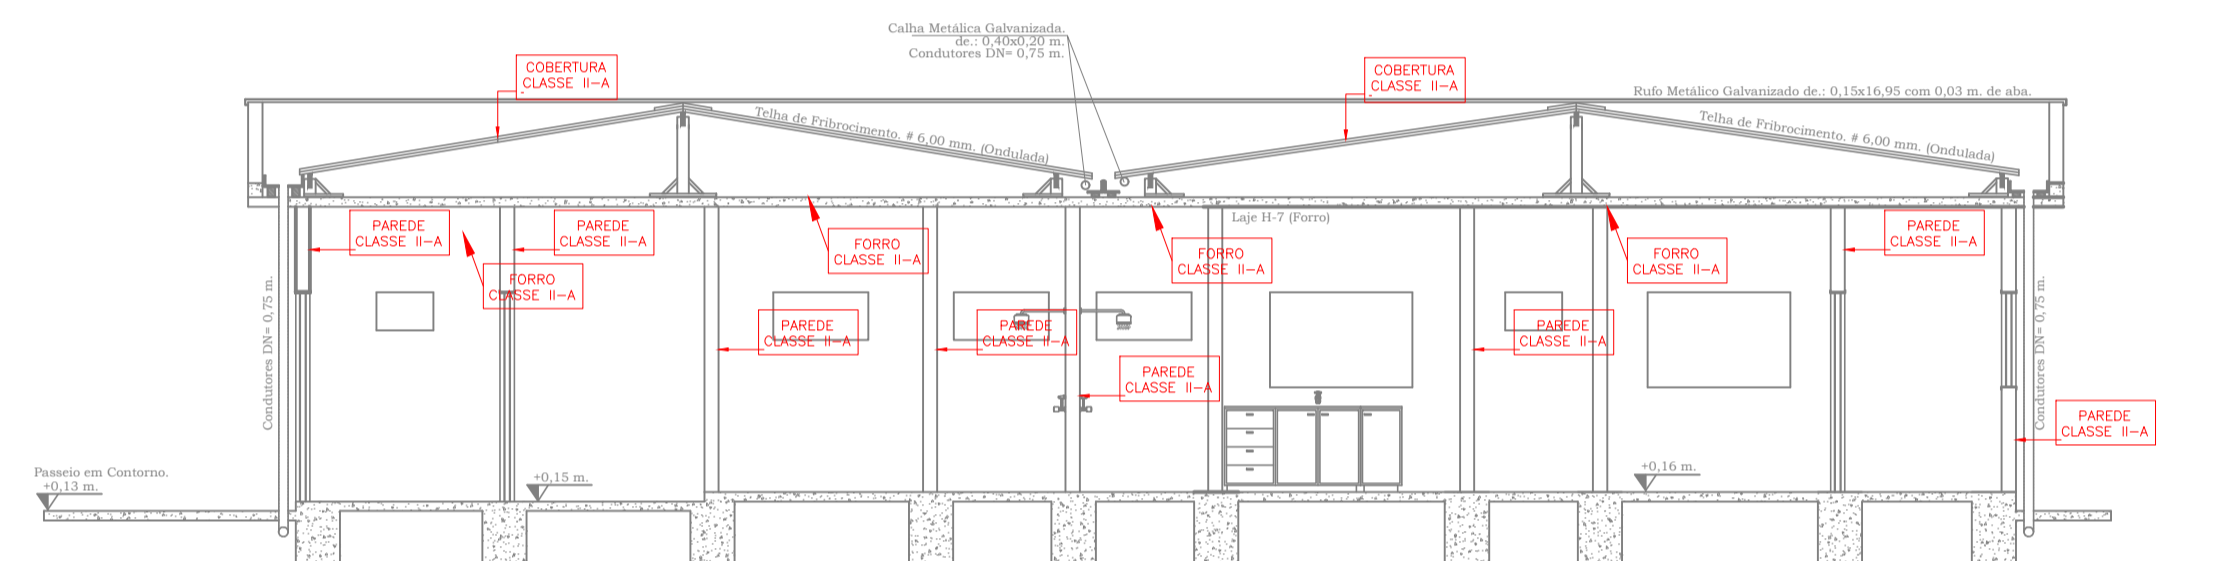 Calha Metálica Galvanizada.
de.: 0,40x0,20 m.
Condutores DN= 0,75 m.
COBERTURA
CLASSE II-A
COBERTURA
CLASSE II-A
Rufo Metálico Galvanizado de.: 0,15x16,95 com 0,03 m. de aba.
Telha de Fribrocimento. # 6,00 mm. (Ondulada)
Telha de Fribrocimento. # 6,00 mm. (Ondulada)
PAREDE
CLASSE II-A
PAREDE
CLASSE II-A
Laje H-7 (Forro)
PAREDE
CLASSE II-A
FORRO
CLASSE II-A
FORRO
CLASSE II-A
FORRO
CLASSE II-A
FORRO
CLASSE II-A
Condutores DN= 0,75 m.
Condutores DN= 0,75 m.
PAREDE
CLASSE II-A
PAREDE
CLASSE II-A
PAREDE
CLASSE II-A
PAREDE
CLASSE II-A
PAREDE
CLASSE II-A
Passeio em Contorno.
+0,13 m.
+0,15 m.
+0,16 m.